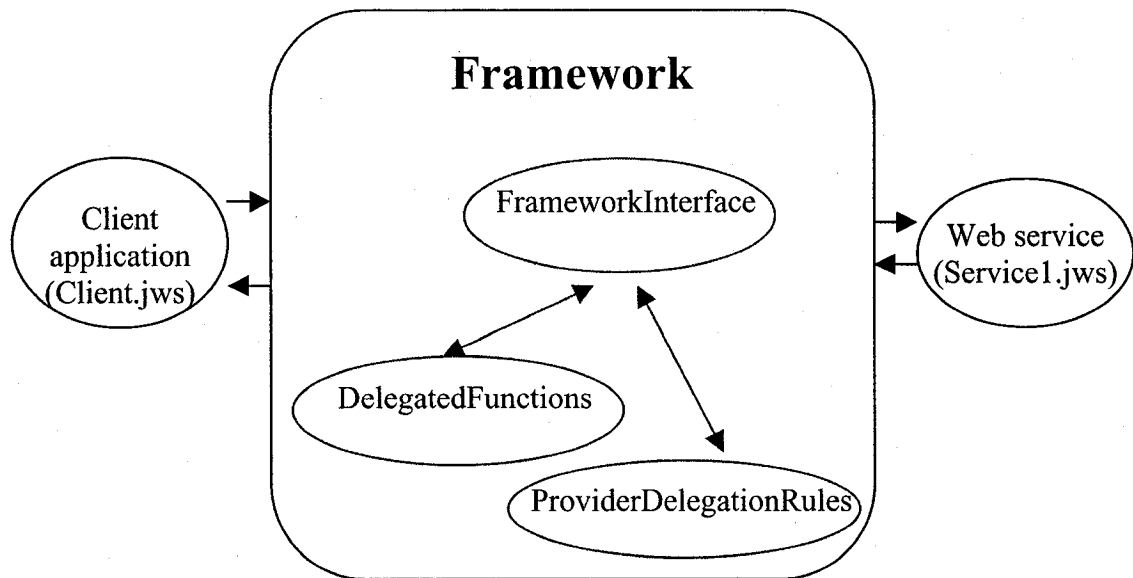 Framework
FrameworkInterface
Client
application
(Client.jws)
Web service
(Service1.jws)
DelegatedFunctions
ProviderDelegationRules